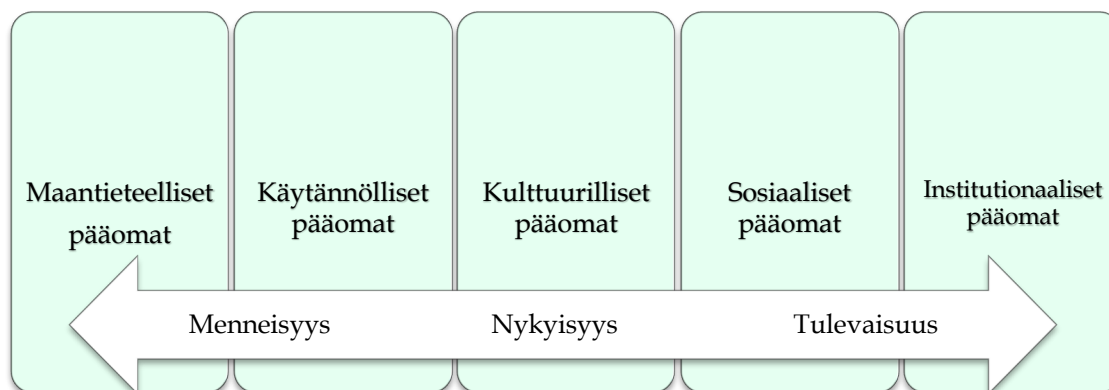 Maantieteelliset
pääomat
Käytännölliset
pääomat
Kulttuurilliset
pääomat
Sosiaaliset
pääomat
Institutionaaliset
pääomat
Menneisyys
Nykyisyys
Tulevaisuus